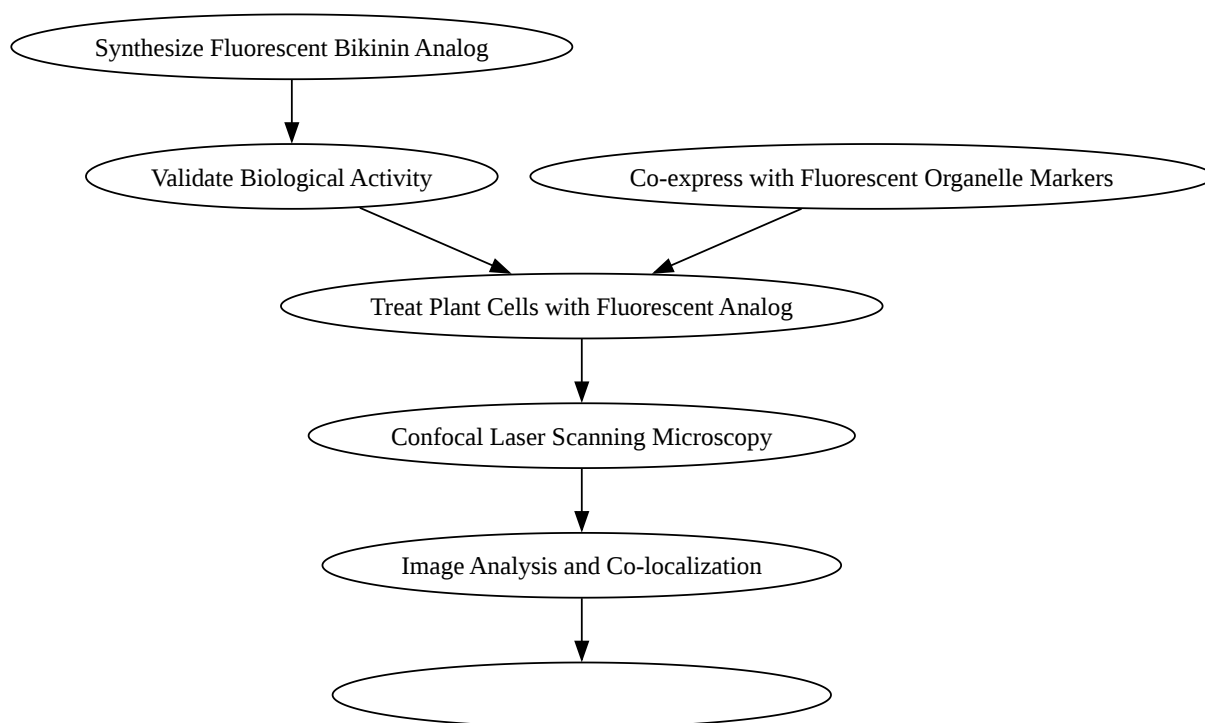 Synthesize Fluorescent Bikinin Analog
Validate Biological Activity
Co-express with Fluorescent Organelle Markers
Treat Plant Cells with Fluorescent Analog
Confocal Laser Scanning Microscopy
Image Analysis and Co-localization